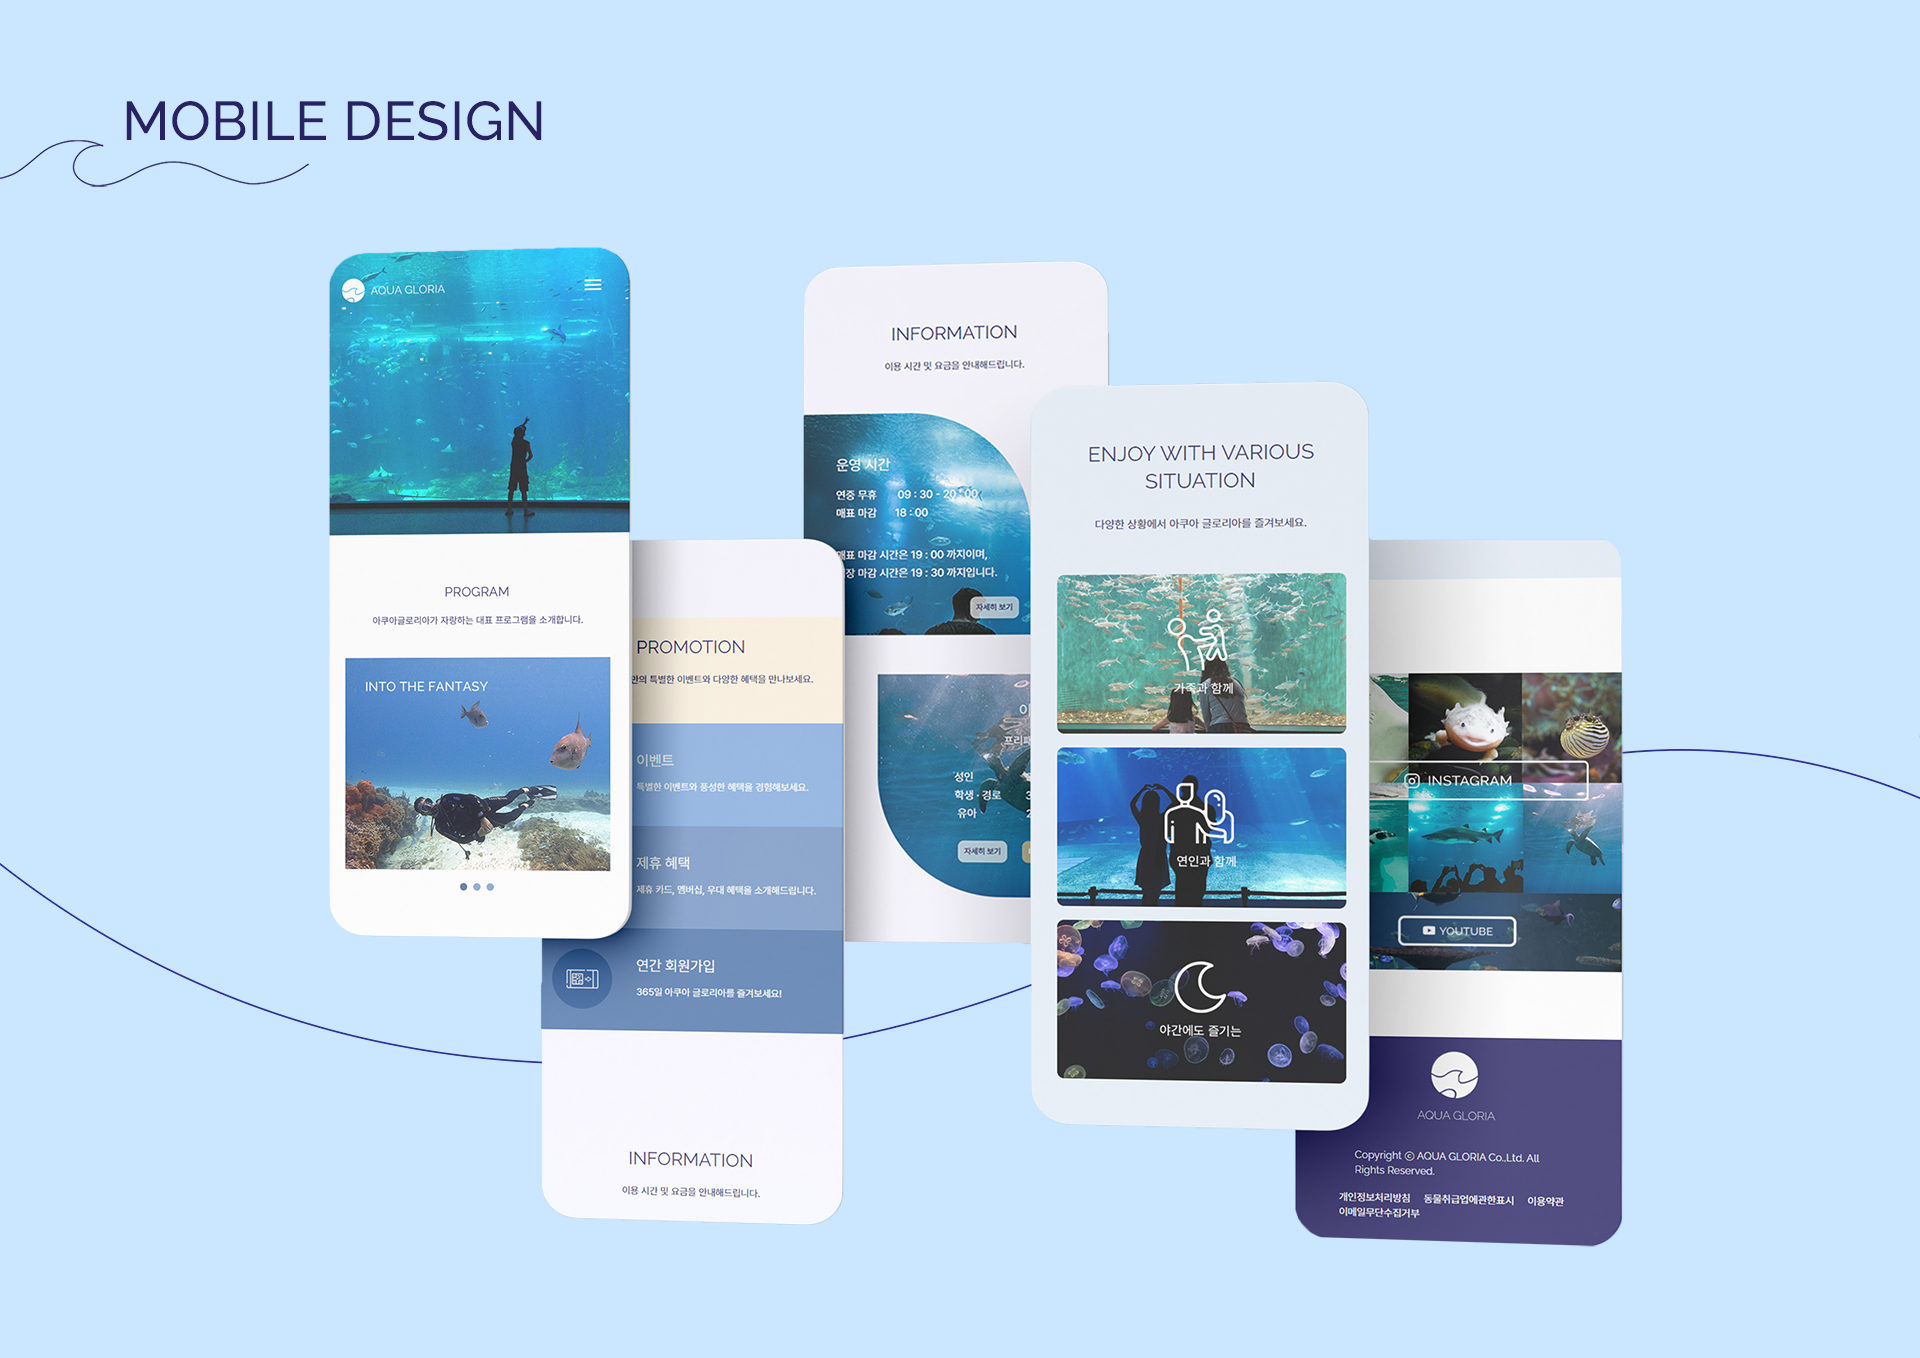 MOBILE DESIGN
AQUA GLORIA
PROGRAM
아쿠아글로리아가 자랑하는 대표 프로그램을 소개합니다.
INTO THE FANTASY
PROMOTION
특별한 이벤트와 다양한 혜택을 만나보세요.
이벤트
특별한 이벤트와 풍성한 혜택을 경험해보세요.
제휴 혜택
제휴 카드, 멤버십, 우대 혜택을 소개해드립니다.
연간 회원가입
365일 아쿠아 글로리아를 즐겨보세요!
INFORMATION
이용 시간 및 요금을 안내해드립니다.
INFORMATION
이용 시간 및 요금을 안내해드립니다.
운영 시간
연중 무휴 09 : 30 - 20 : 00
매표 마감 18 : 00
매표 마감 시간은 19 : 00 까지이며,
마감 시간은 19 : 30 까지입니다.
자세히 보기
성인
학생 · 경로
유아
자세히 보기
ENJOY WITH VARIOUS
SITUATION
다양한 상황에서 아쿠아 글로리아를 즐겨보세요.
가족과 함께
연인과 함께
야간에도 즐기는
INSTAGRAM
YOUTUBE
AQUA GLORIA
Copyright © AQUA GLORIA Co.,Ltd. All
Rights Reserved.
개인정보처리방침 동물취급업에관한표시 이용약관
이메일무단수집거부